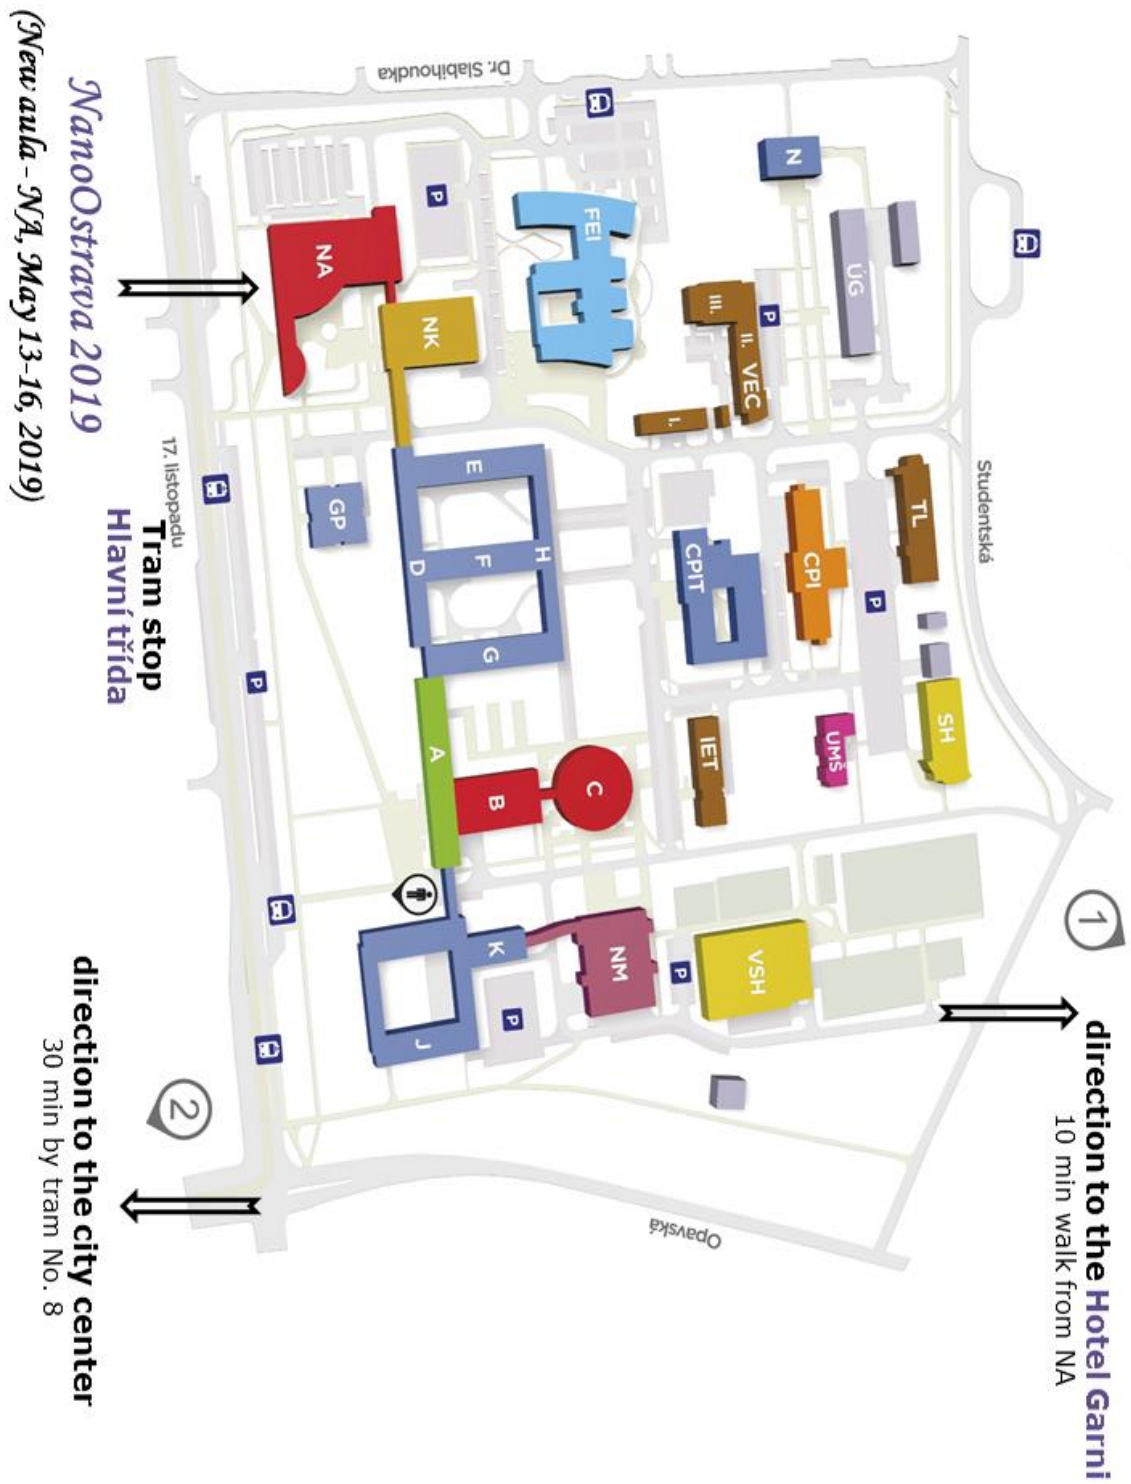 1
direction to the Hotel Garni
10 min walk from NA
Studentská
ÚG
TL
SH
N
P
CPI
P
UMŠ
III.
II. VEC
I.
CPIT
IET
VSH
P
FEI
H
C
NM
Dr. Slabihoudka
Opavská
P
NK
E
F
G
D
A
B
K
P
J
NA
GP
P
17. listopadu
2
Tram stop
Hlavní třída
NanoOstrava 2019
(New aula - NA, May 13-16, 2019)
direction to the city center
30 min by tram No. 8